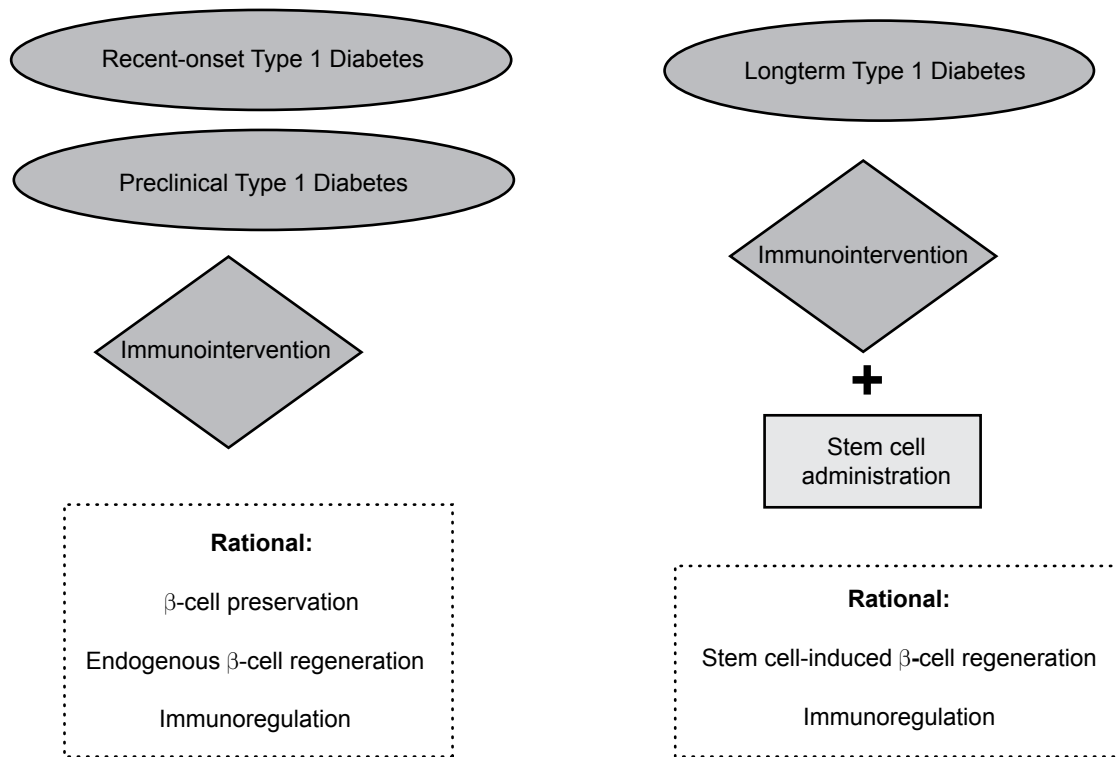 Recent-onset Type 1 Diabetes
Preclinical Type 1 Diabetes
Immunointervention
Rational:
β-cell preservation
Endogenous β-cell regeneration
Immunoregulation
Longterm Type 1 Diabetes
Immunointervention
+
Stem cell
administration
Rational:
Stem cell-induced β-cell regeneration
Immunoregulation